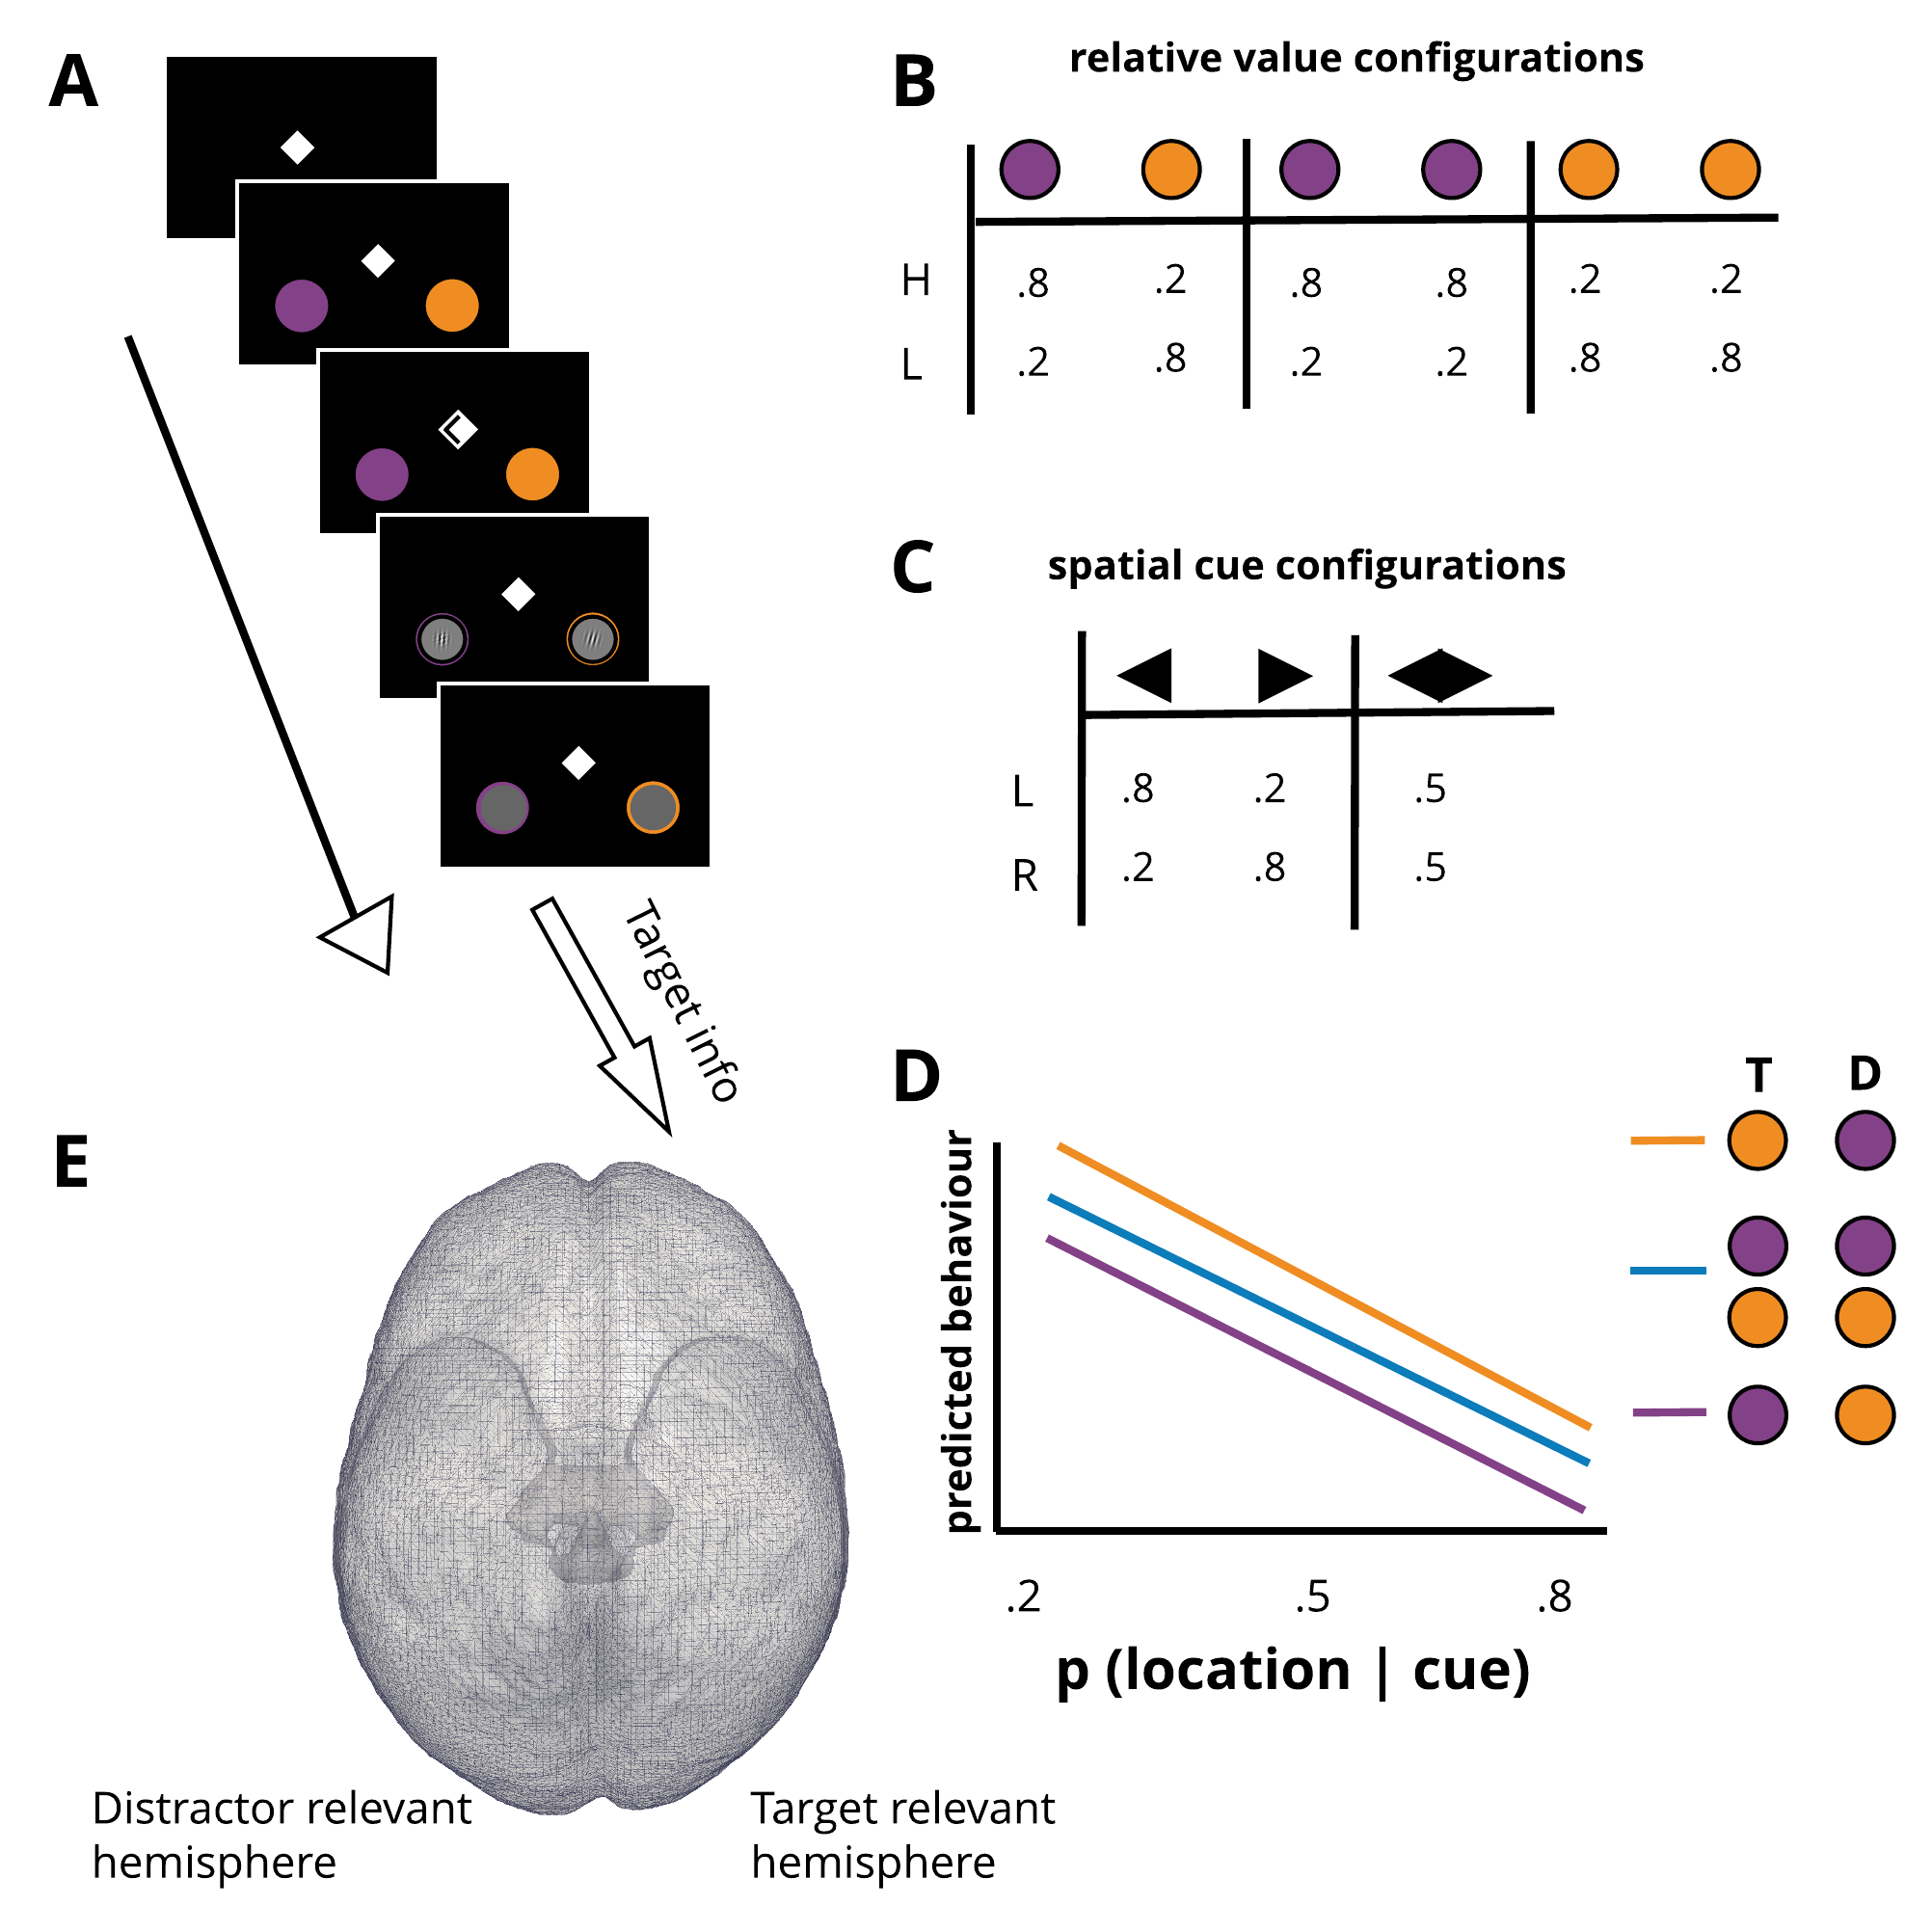 A
B
relative value configurations
H .8 .2 .8 .8 .2 .2
L .2 .8 .2 .2 .8 .8
C
spatial cue configurations
L .8 .2 .5
R .2 .8 .5
Target info
D
T D
predicted behaviour
.2 .5 .8
p (location | cue)
E
Distractor relevant
hemisphere
Target relevant
hemisphere